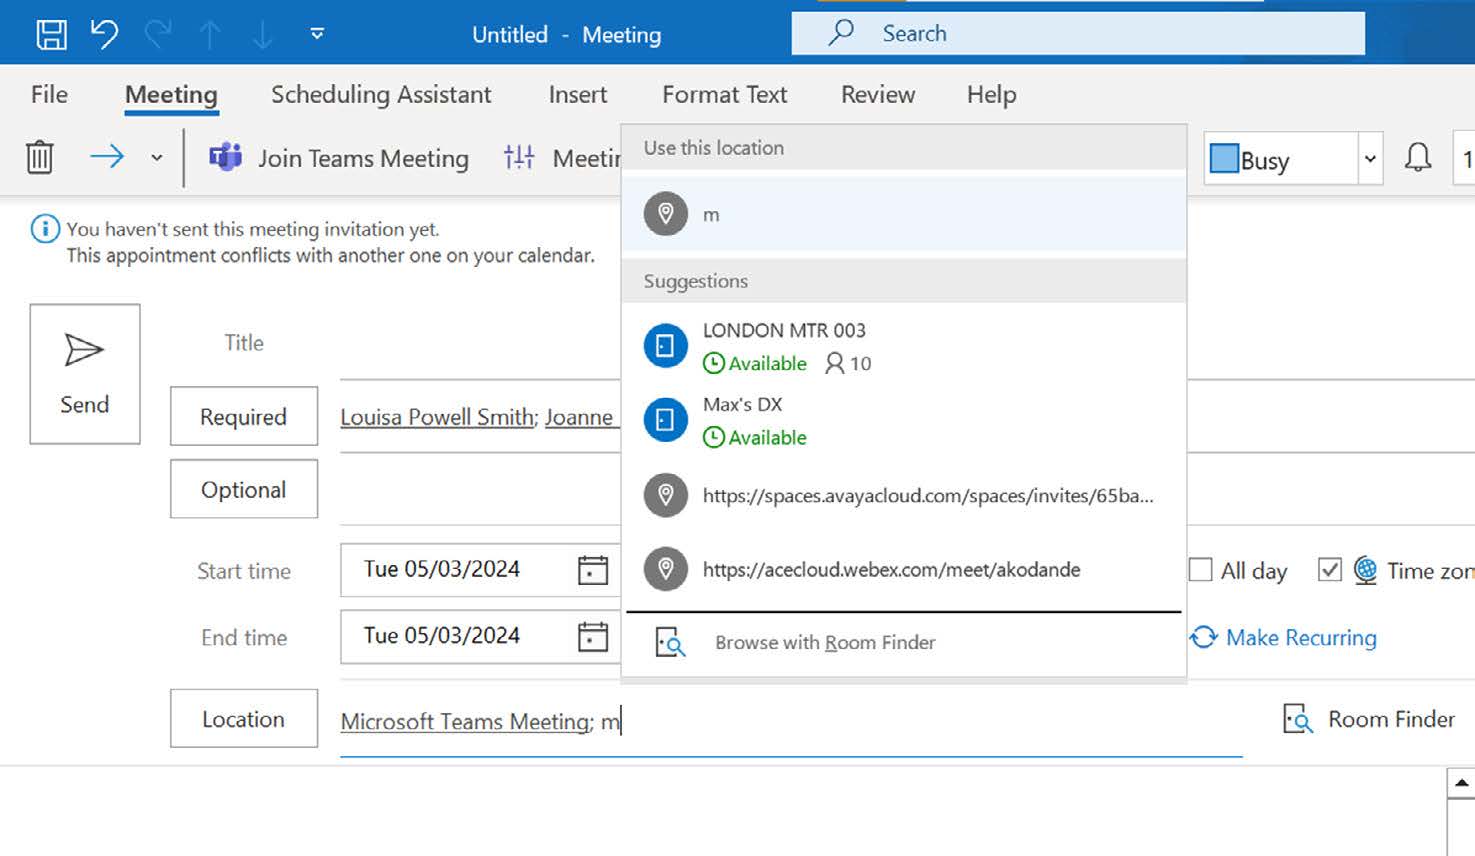 Untitled - Meeting
Search
File Meeting Scheduling Assistant Insert Format Text Review Help
Join Teams Meeting
Busy
1
Use this location
m
You haven't sent this meeting invitation yet.
This appointment conflicts with another one on your calendar.
Suggestions
LONDON MTR 003
Available 10
Max's DX
Available
https://spaces.avayacloud.com/spaces/invites/65ba...
https://acecloud.webex.com/meet/akodande
Browse with Room Finder
Send
Title
Required Louisa Powell Smith; Joanne
Optional
Start time Tue 05/03/2024 All day Time
End time Tue 05/03/2024 Make Recurring
Location Microsoft Teams Meeting; m Room Finder